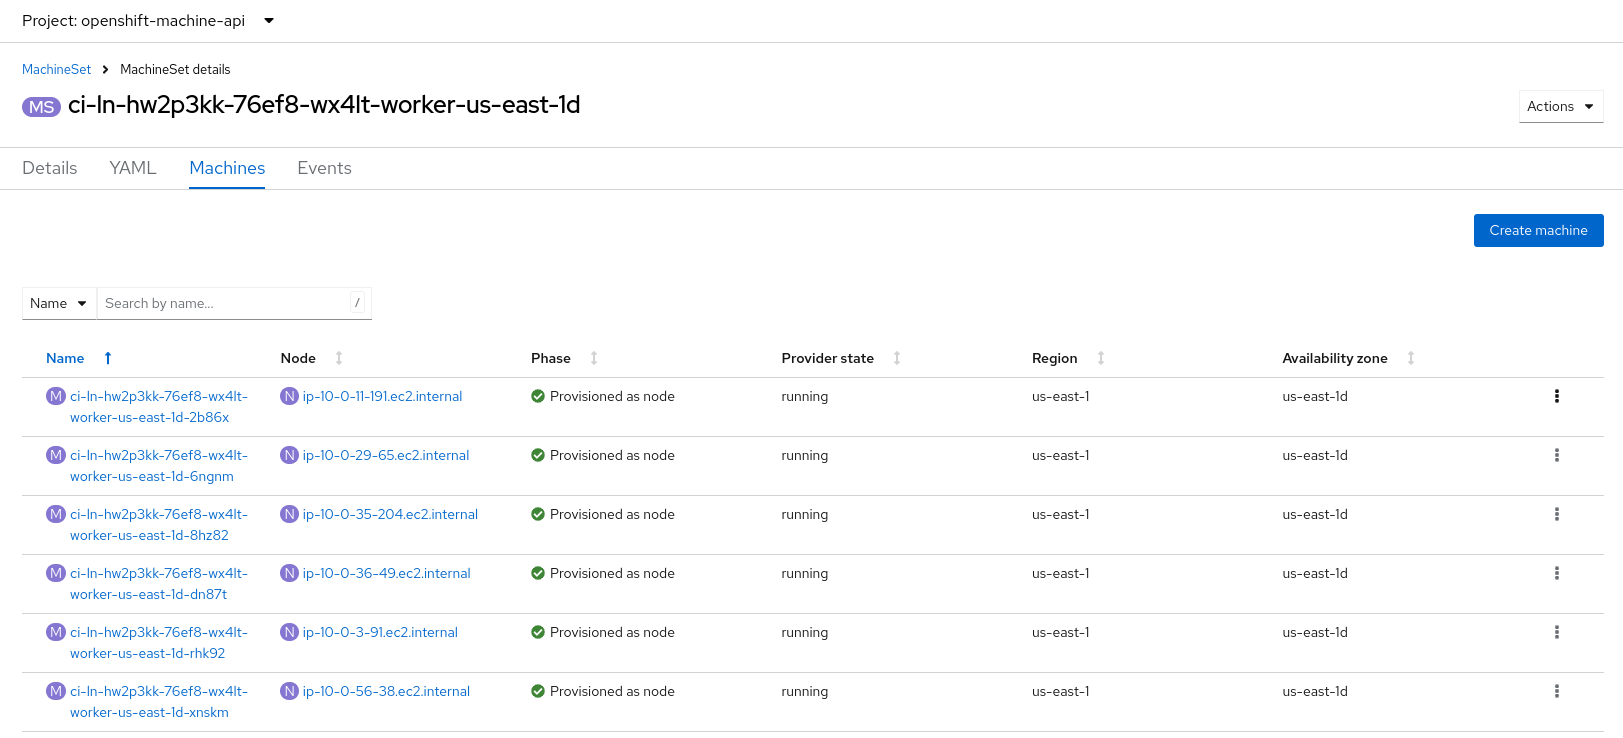 Project: openshift-machine-api
MachineSet > MachineSet details
MS ci-ln-hw2p3kk-76ef8-wx4lt-worker-us-east-1d
Actions
Details YAML Machines Events
Create machine
Name Search by name... /
Name Node Phase Provider state Region Availability zone
M ci-ln-hw2p3kk-76ef8-wx4lt- N ip-10-0-11-191.ec2.internal Provisioned as node running us-east-1 us-east-1d
worker-us-east-1d-2b86x
M ci-ln-hw2p3kk-76ef8-wx4lt- N ip-10-0-29-65.ec2.internal Provisioned as node running us-east-1 us-east-1d
worker-us-east-1d-6ngnm
M ci-ln-hw2p3kk-76ef8-wx4lt- N ip-10-0-35-204.ec2.internal Provisioned as node running us-east-1 us-east-1d
worker-us-east-1d-8hz82
M ci-ln-hw2p3kk-76ef8-wx4lt- N ip-10-0-36-49.ec2.internal Provisioned as node running us-east-1 us-east-1d
worker-us-east-1d-dn87t
M ci-ln-hw2p3kk-76ef8-wx4lt- N ip-10-0-3-91.ec2.internal Provisioned as node running us-east-1 us-east-1d
worker-us-east-1d-rhk92
M ci-ln-hw2p3kk-76ef8-wx4lt- N ip-10-0-56-38.ec2.internal Provisioned as node running us-east-1 us-east-1d
worker-us-east-1d-xnskm